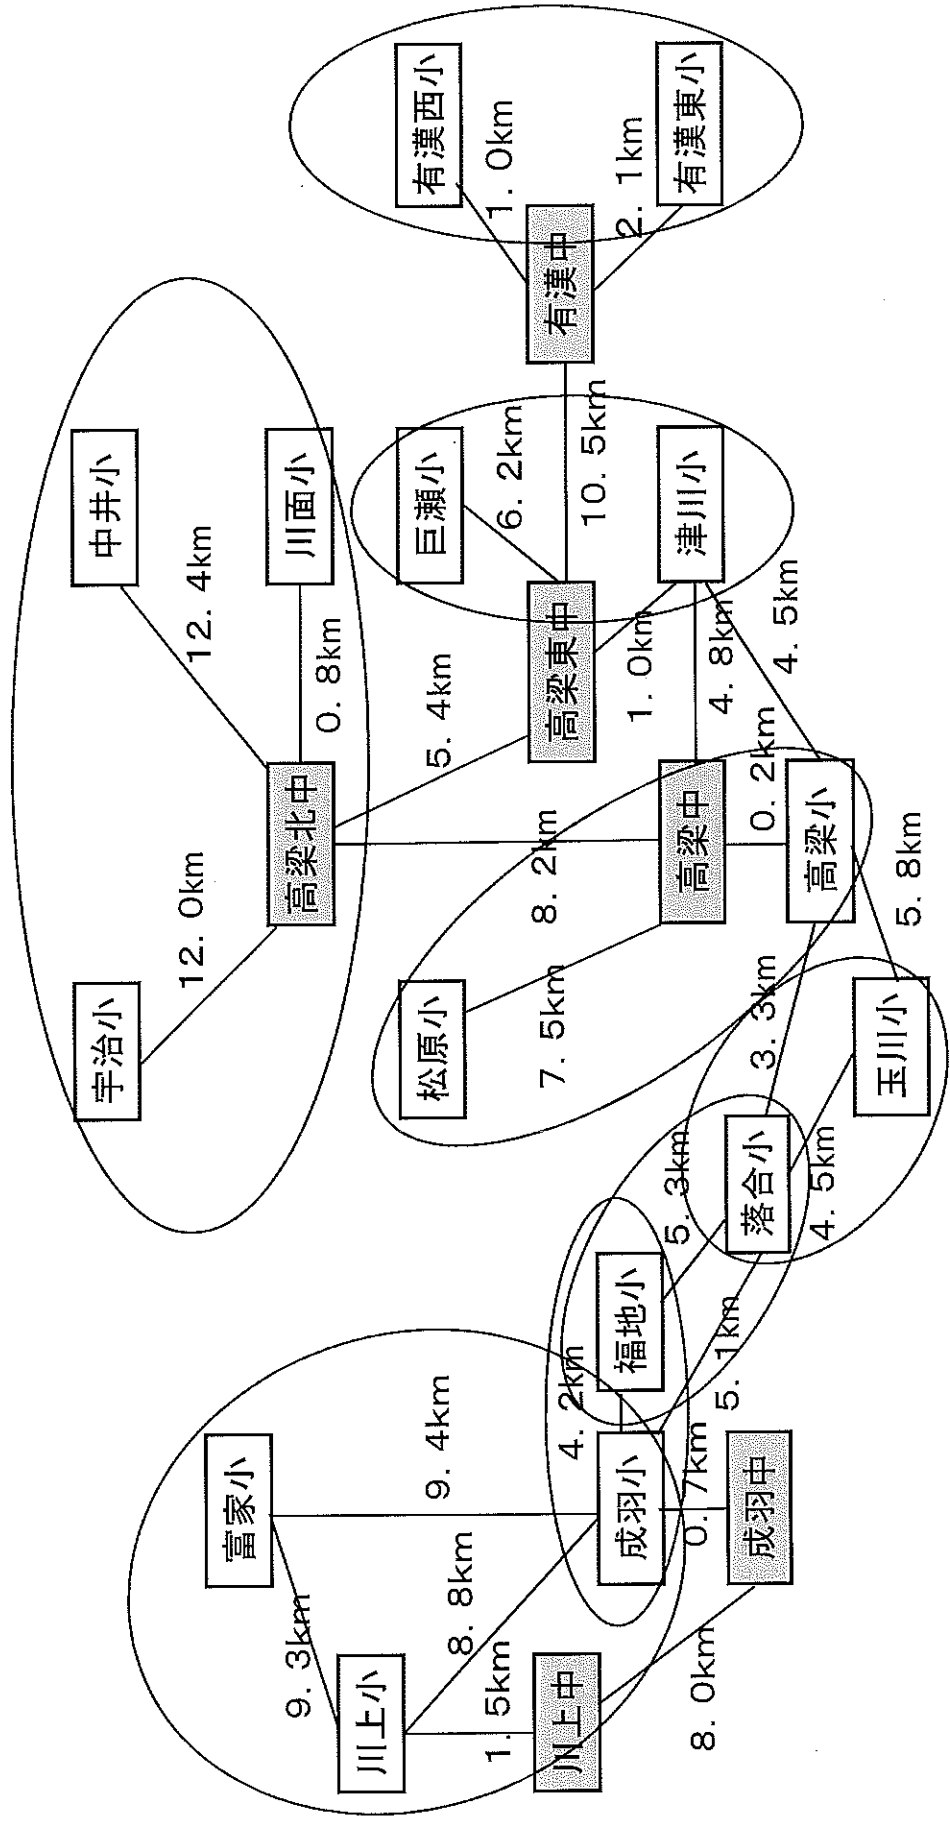 富家小
川上小
9.3km
9.4km
8.8km
1.5km
川上中
8.0km
成羽小
0.7km
成羽中
4.2km
福地小
5.1km
5.3km
落合小
4.5km
玉川小
3.3km
5.8km
宇治小
12.0km
高梁北中
中井小
12.4km
川面小
0.8km
5.4km
8.2km
松原小
7.5km
高梁中
0.2km
高梁小
4.8km
4.5km
1.0km
高梁東中
巨瀬小
6.2km
10.5km
津川小
有漢中
有漢西小
1.0km
2.1km
有漢東小